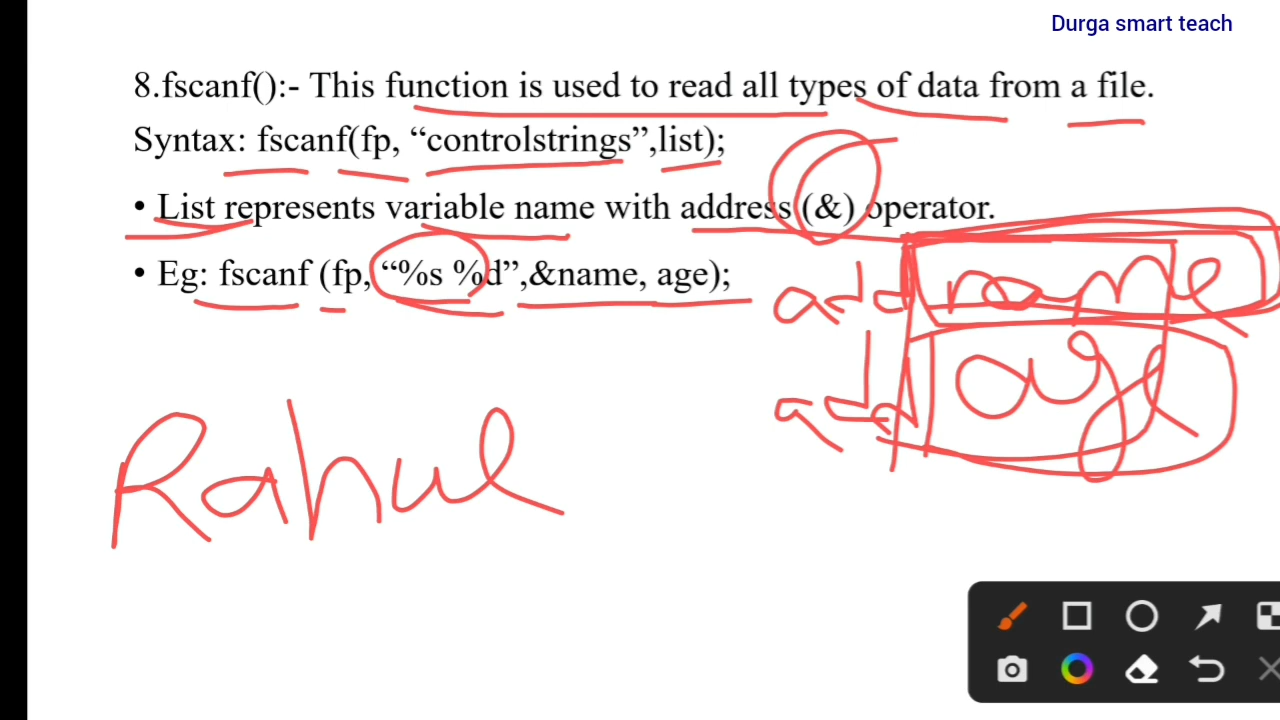 Durga smart teach
8.fscanf():- This function is used to read all types of data from a file.
Syntax: fscanf(fp, “controlstrings”,list);
• List represents variable name with address (&) operator.
• Eg: fscanf (fp, “%s %d”,&name, age);
add name
add age
Rahul